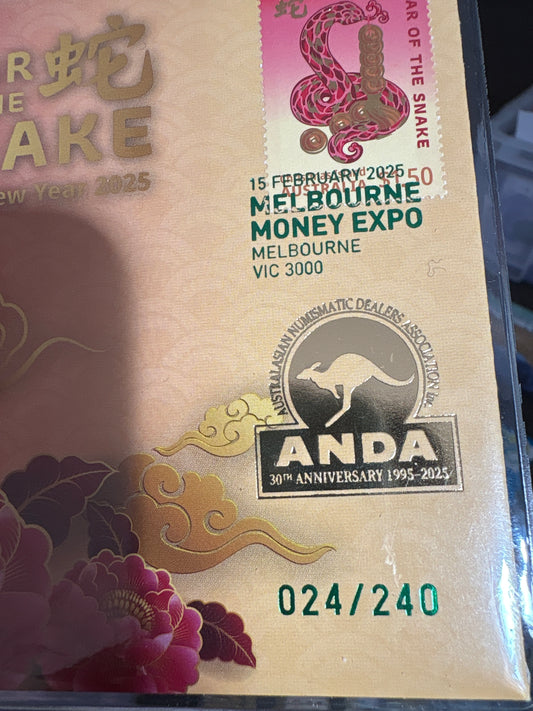 蛇
AR OF THE SNAKE
R 蛇
HE
AKE
ew Year 2025
15 FEBRUARY 2025
AUSTRALIA $1.50
MELBOURNE
MONEY EXPO
MELBOURNE
VIC 3000
AUSTRALASIAN NUMISMATIC DEALERS ASSOCIATION Inc.
ANDA
30TH ANNIVERSARY 1995-2025
024/240